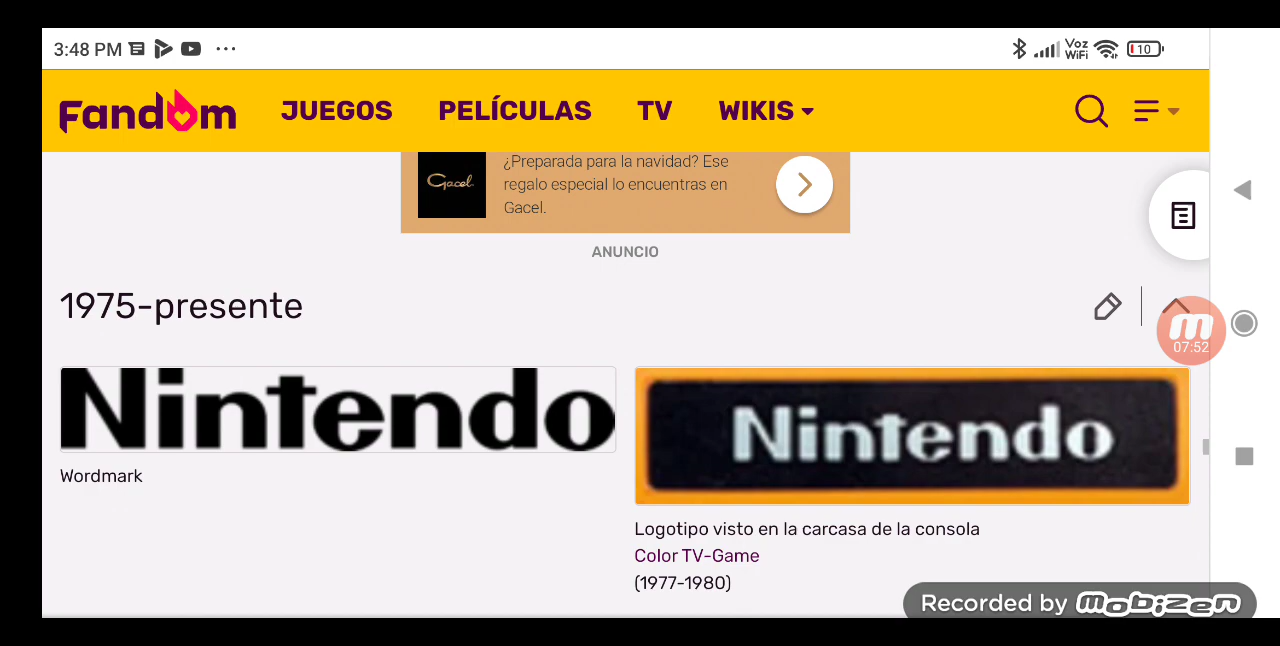 3:48 PM
Voz
WiFi
10
Fandom JUEGOS PELÍCULAS TV WIKIS
Gacel
¿Preparada para la navidad? Ese
regalo especial lo encuentras en
Gacel.
ANUNCIO
1975-presente
07:52
Nintendo
Wordmark
Nintendo
Logotipo visto en la carcasa de la consola
Color TV-Game
(1977-1980)
Recorded by Mobizen